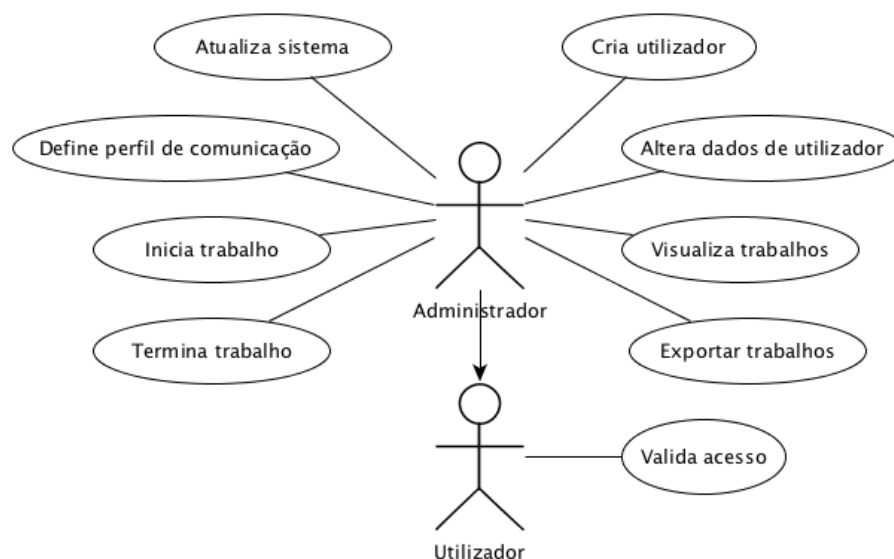 Atualiza sistema
Cria utilizador
Define perfil de comunicação
Altera dados de utilizador
Inicia trabalho
Visualiza trabalhos
Administrador
Termina trabalho
Exportar trabalhos
Valida acesso
Utilizador